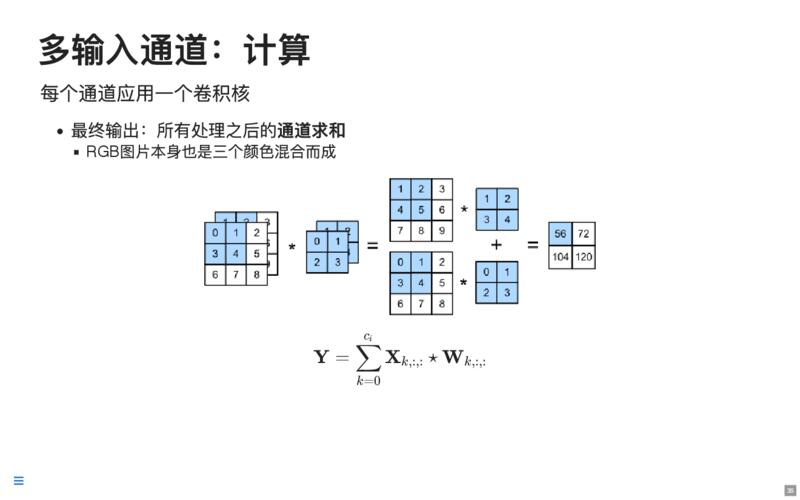 多输入通道：计算
每个通道应用一个卷积核
最终输出：所有处理之后的通道求和
RGB图片本身也是三个颜色混合而成
1 2 3
4 5 6
7 8 9
*
1 2
3 4
0 1 2
3 4 5
6 7 8
*
0 1
2 3
=
+
=
56 72
104 120
0 1 2
3 4 5
6 7 8
*
0 1
2 3
Y = ∑_{k=0}^{c_i} X_{k,:,:} ⋆ W_{k,:,:}